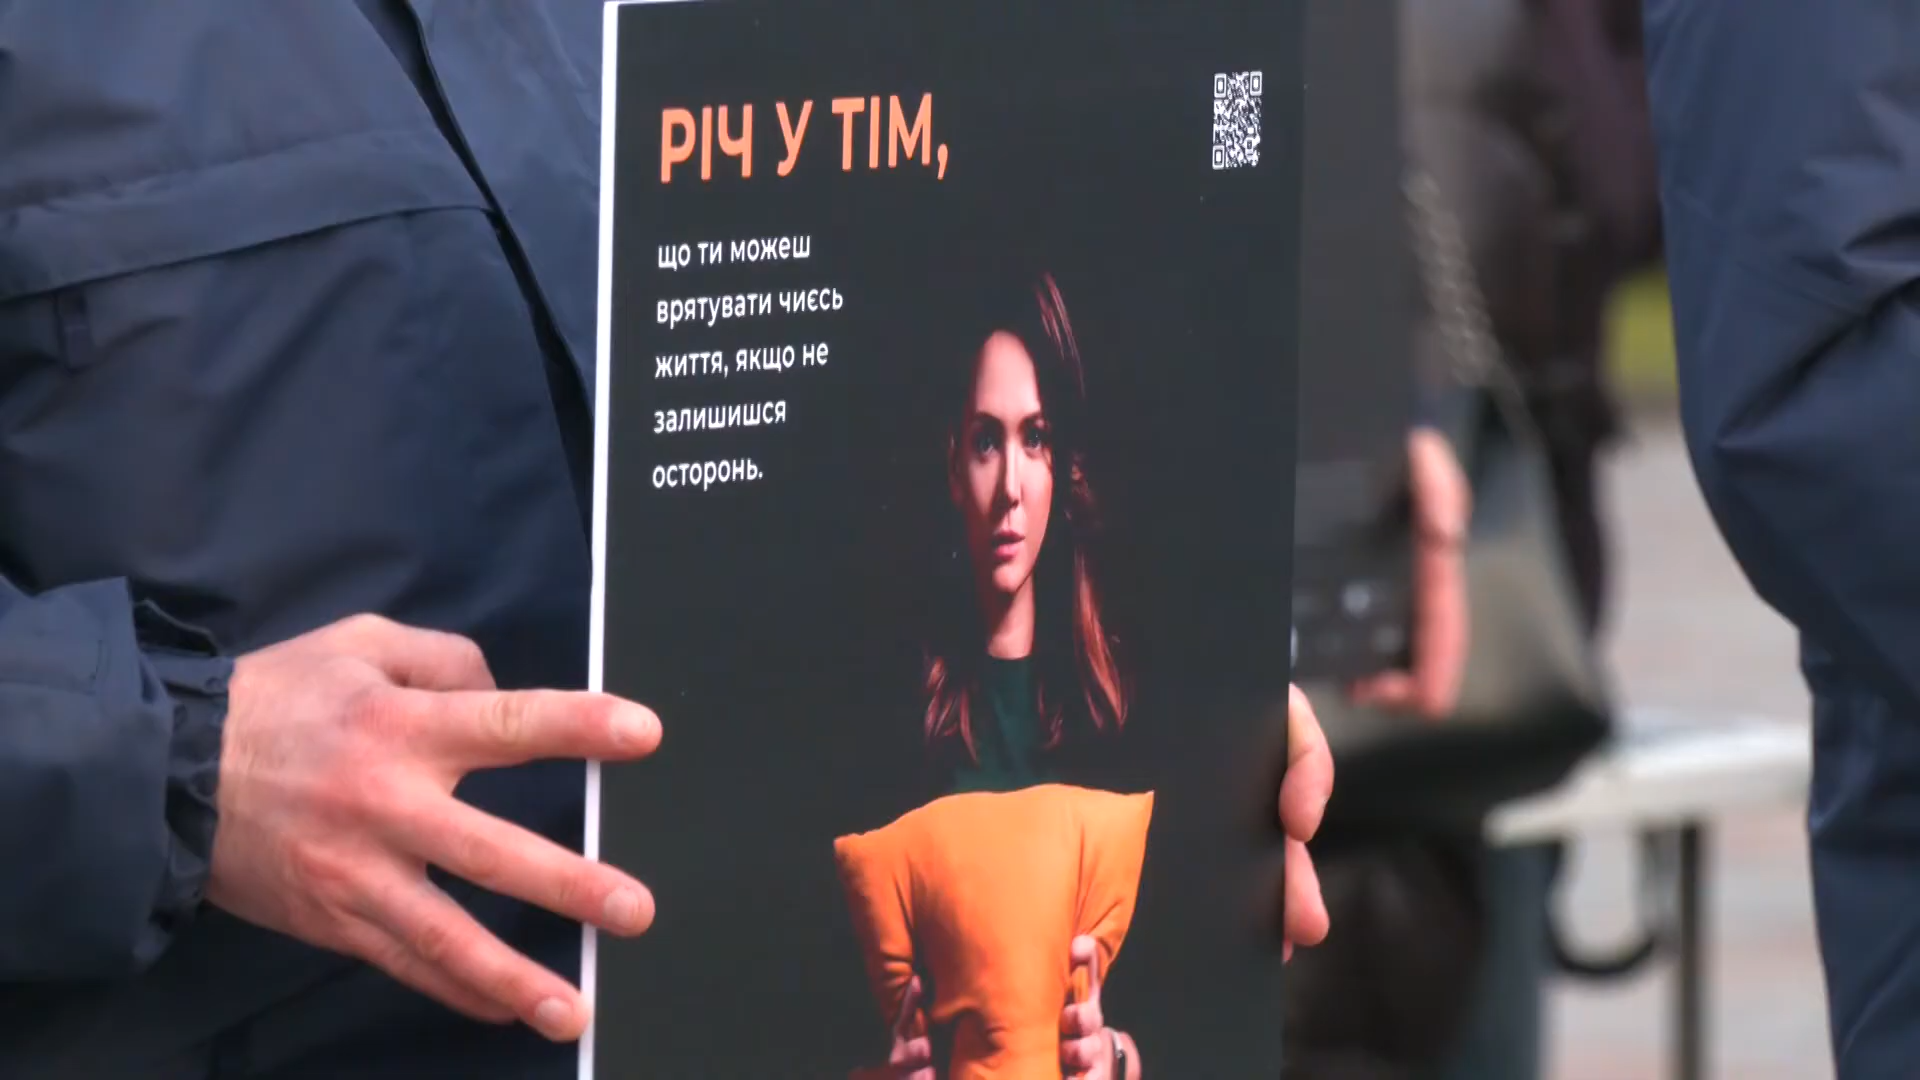 РІЧ У ТІМ,
що ти можеш
врятувати чиєсь
життя, якщо не
залишишся
осторонь.